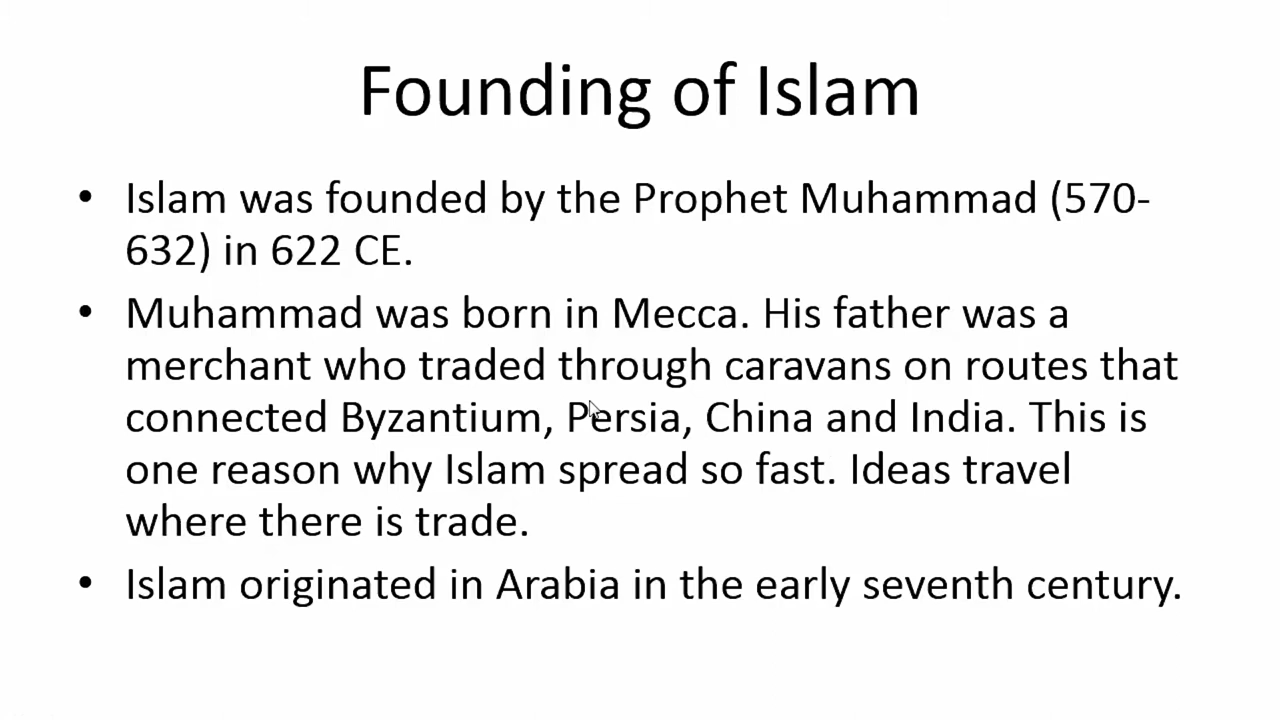 Founding of Islam
• Islam was founded by the Prophet Muhammad (570-
632) in 622 CE.
• Muhammad was born in Mecca. His father was a
merchant who traded through caravans on routes that
connected Byzantium, Persia, China and India. This is
one reason why Islam spread so fast. Ideas travel
where there is trade.
• Islam originated in Arabia in the early seventh century.